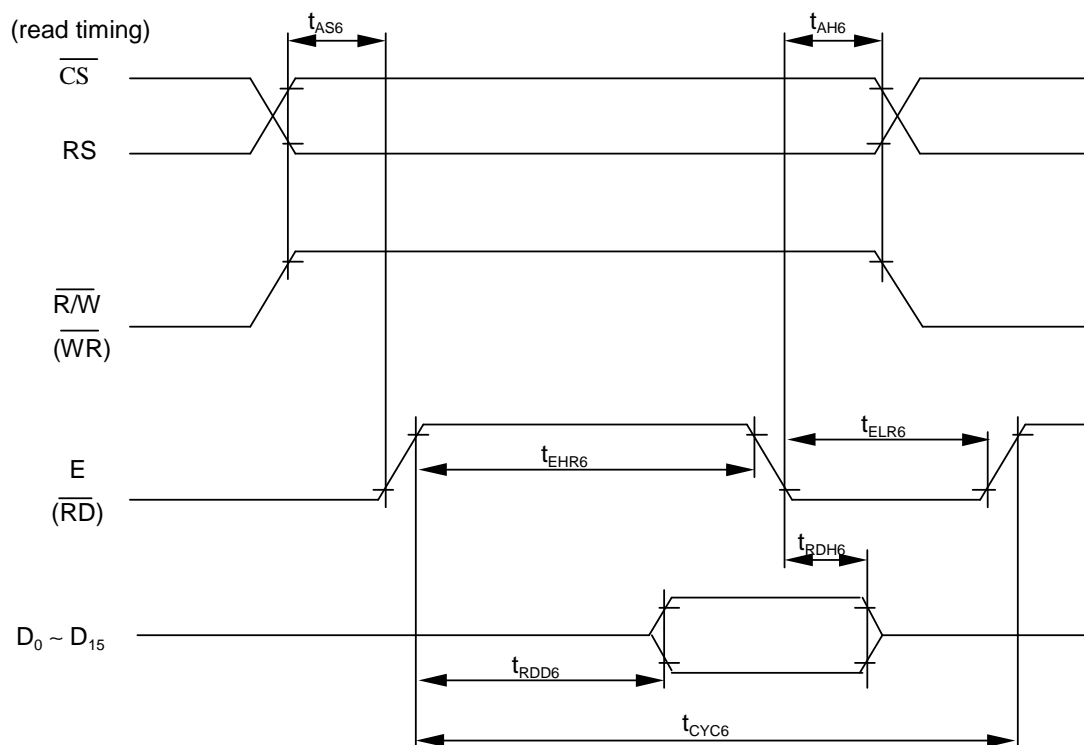 (read timing)
tAS6
tAH6
CS
RS
R/W
(WR)
E
(RD)
tEHR6
tELR6
tRDH6
D0 ~ D15
tRDD6
tCYC6